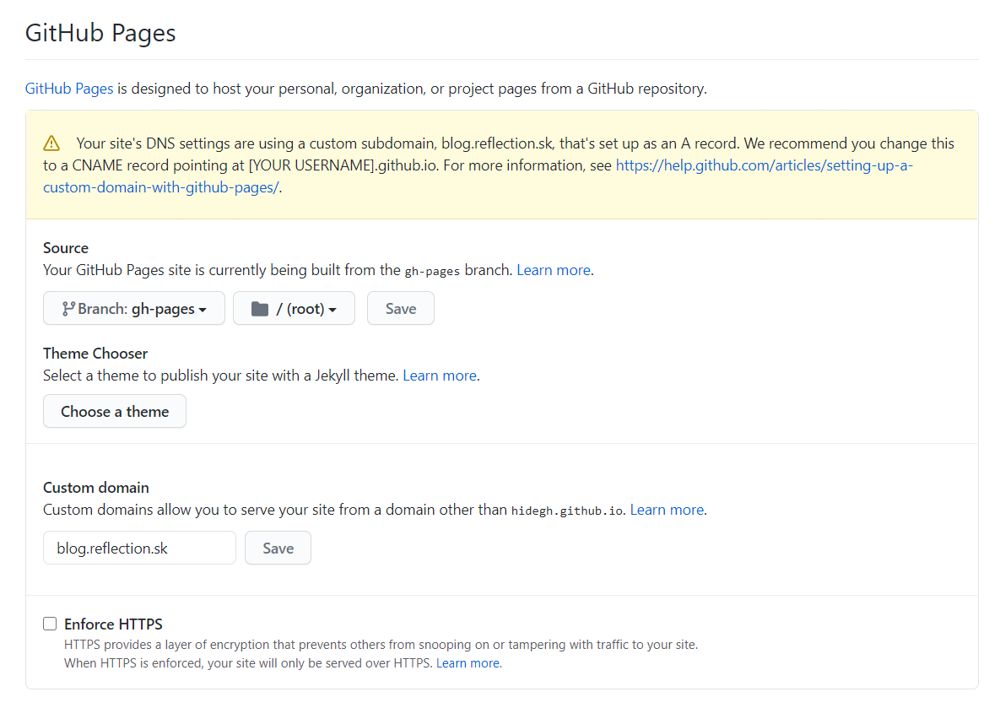 GitHub Pages
GitHub Pages is designed to host your personal, organization, or project pages from a GitHub repository.
Your site's DNS settings are using a custom subdomain, blog.reflection.sk, that's set up as an A record. We recommend you change this
to a CNAME record pointing at [YOUR USERNAME].github.io. For more information, see https://help.github.com/articles/setting-up-a-
custom-domain-with-github-pages/.
Source
Your GitHub Pages site is currently being built from the gh-pages branch. Learn more.
Branch: gh-pages / (root) Save
Theme Chooser
Select a theme to publish your site with a Jekyll theme. Learn more.
Choose a theme
Custom domain
Custom domains allow you to serve your site from a domain other than hidegh.github.io. Learn more.
blog.reflection.sk Save
Enforce HTTPS
HTTPS provides a layer of encryption that prevents others from snooping on or tampering with traffic to your site.
When HTTPS is enforced, your site will only be served over HTTPS. Learn more.